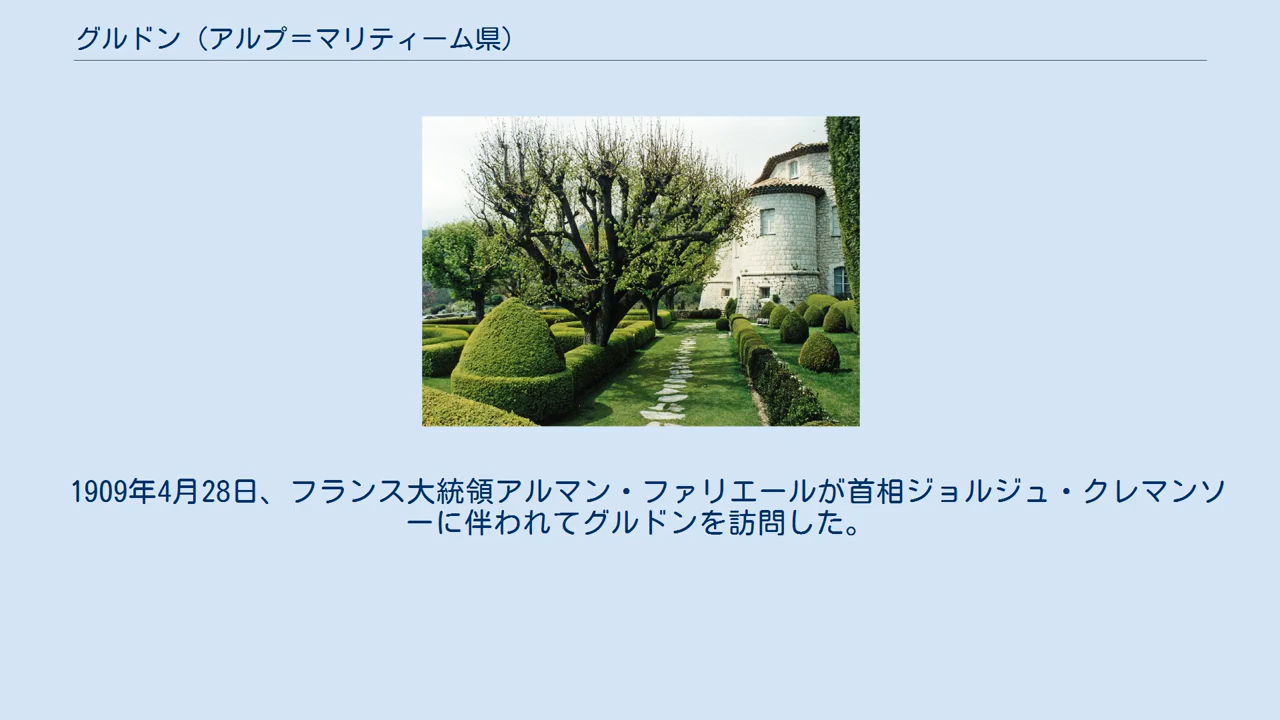 グルドン（アルプ＝マリティーム県）
1909年4月28日、フランス大統領アルマン・ファリエールが首相ジョルジュ・クレマンソ
ーに伴われてグルドンを訪問した。